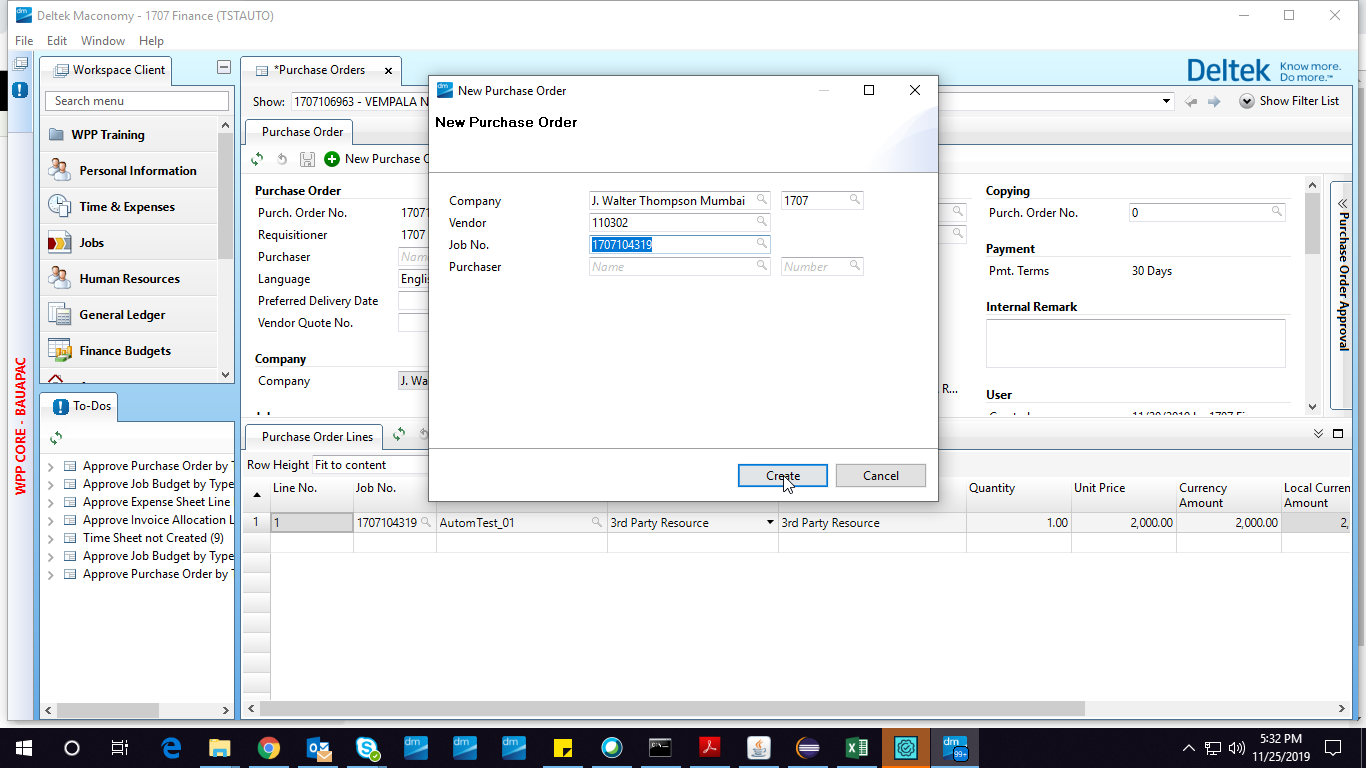 Deltek Maconomy - 1707 Finance (TSTAUTO)
File Edit Window Help
Workspace Client
*Purchase Orders
Deltek Know more. Do more.™
Search menu
Show: 1707106963 - VEMPALA N
Show Filter List
WPP Training
Personal Information
Time & Expenses
Jobs
Human Resources
General Ledger
Finance Budgets
WPP CORE - BAUAPAC
To-Dos
Approve Purchase Order by T
Approve Job Budget by Type
Approve Expense Sheet Line
Approve Invoice Allocation L
Time Sheet not Created (9)
Approve Job Budget by Type
Approve Purchase Order by T
Purchase Order
New Purchase O
Purchase Order
Purch. Order No. 1707
Requisitioner 1707
Purchaser Name
Language Englis
Preferred Delivery Date
Vendor Quote No.
Company
Company J. Wa
New Purchase Order
New Purchase Order
Company J. Walter Thompson Mumbai 1707
Vendor 110302
Job No. 1707104319
Purchaser Name Number
Create Cancel
Copying
Purch. Order No. 0
Payment
Pmt. Terms 30 Days
Internal Remark
R...
User
Purchase Order Approval
Purchase Order Lines
Row Height Fit to content
Line No. Job No. Quantity Unit Price Currency Amount Local Curren Amount
1 1 1707104319 AutomTest_01 3rd Party Resource 3rd Party Resource 1.00 2,000.00 2,000.00 2,
dm dm dm 99+
5:32 PM
11/25/2019